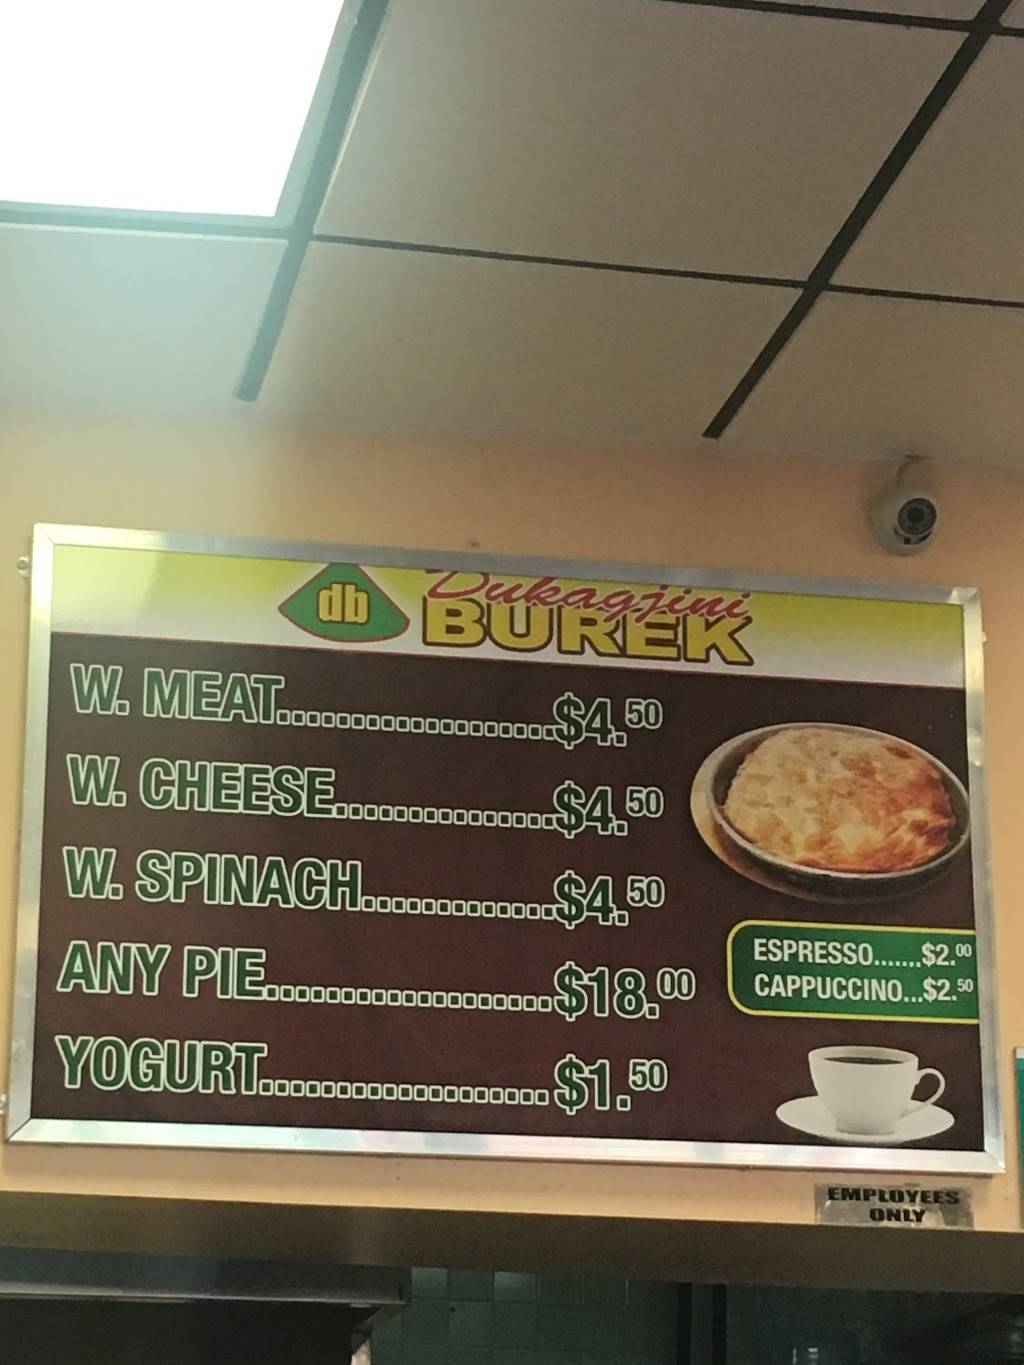 db
Dukagjini
BUREK
W. MEAT....................$4.50
W. CHEESE................$4.50
W. SPINACH..............$4.50
ANY PIE.....................$18.00
YOGURT.....................$1.50
ESPRESSO.......$2.00
CAPPUCCINO...$2.50
EMPLOYEES
ONLY